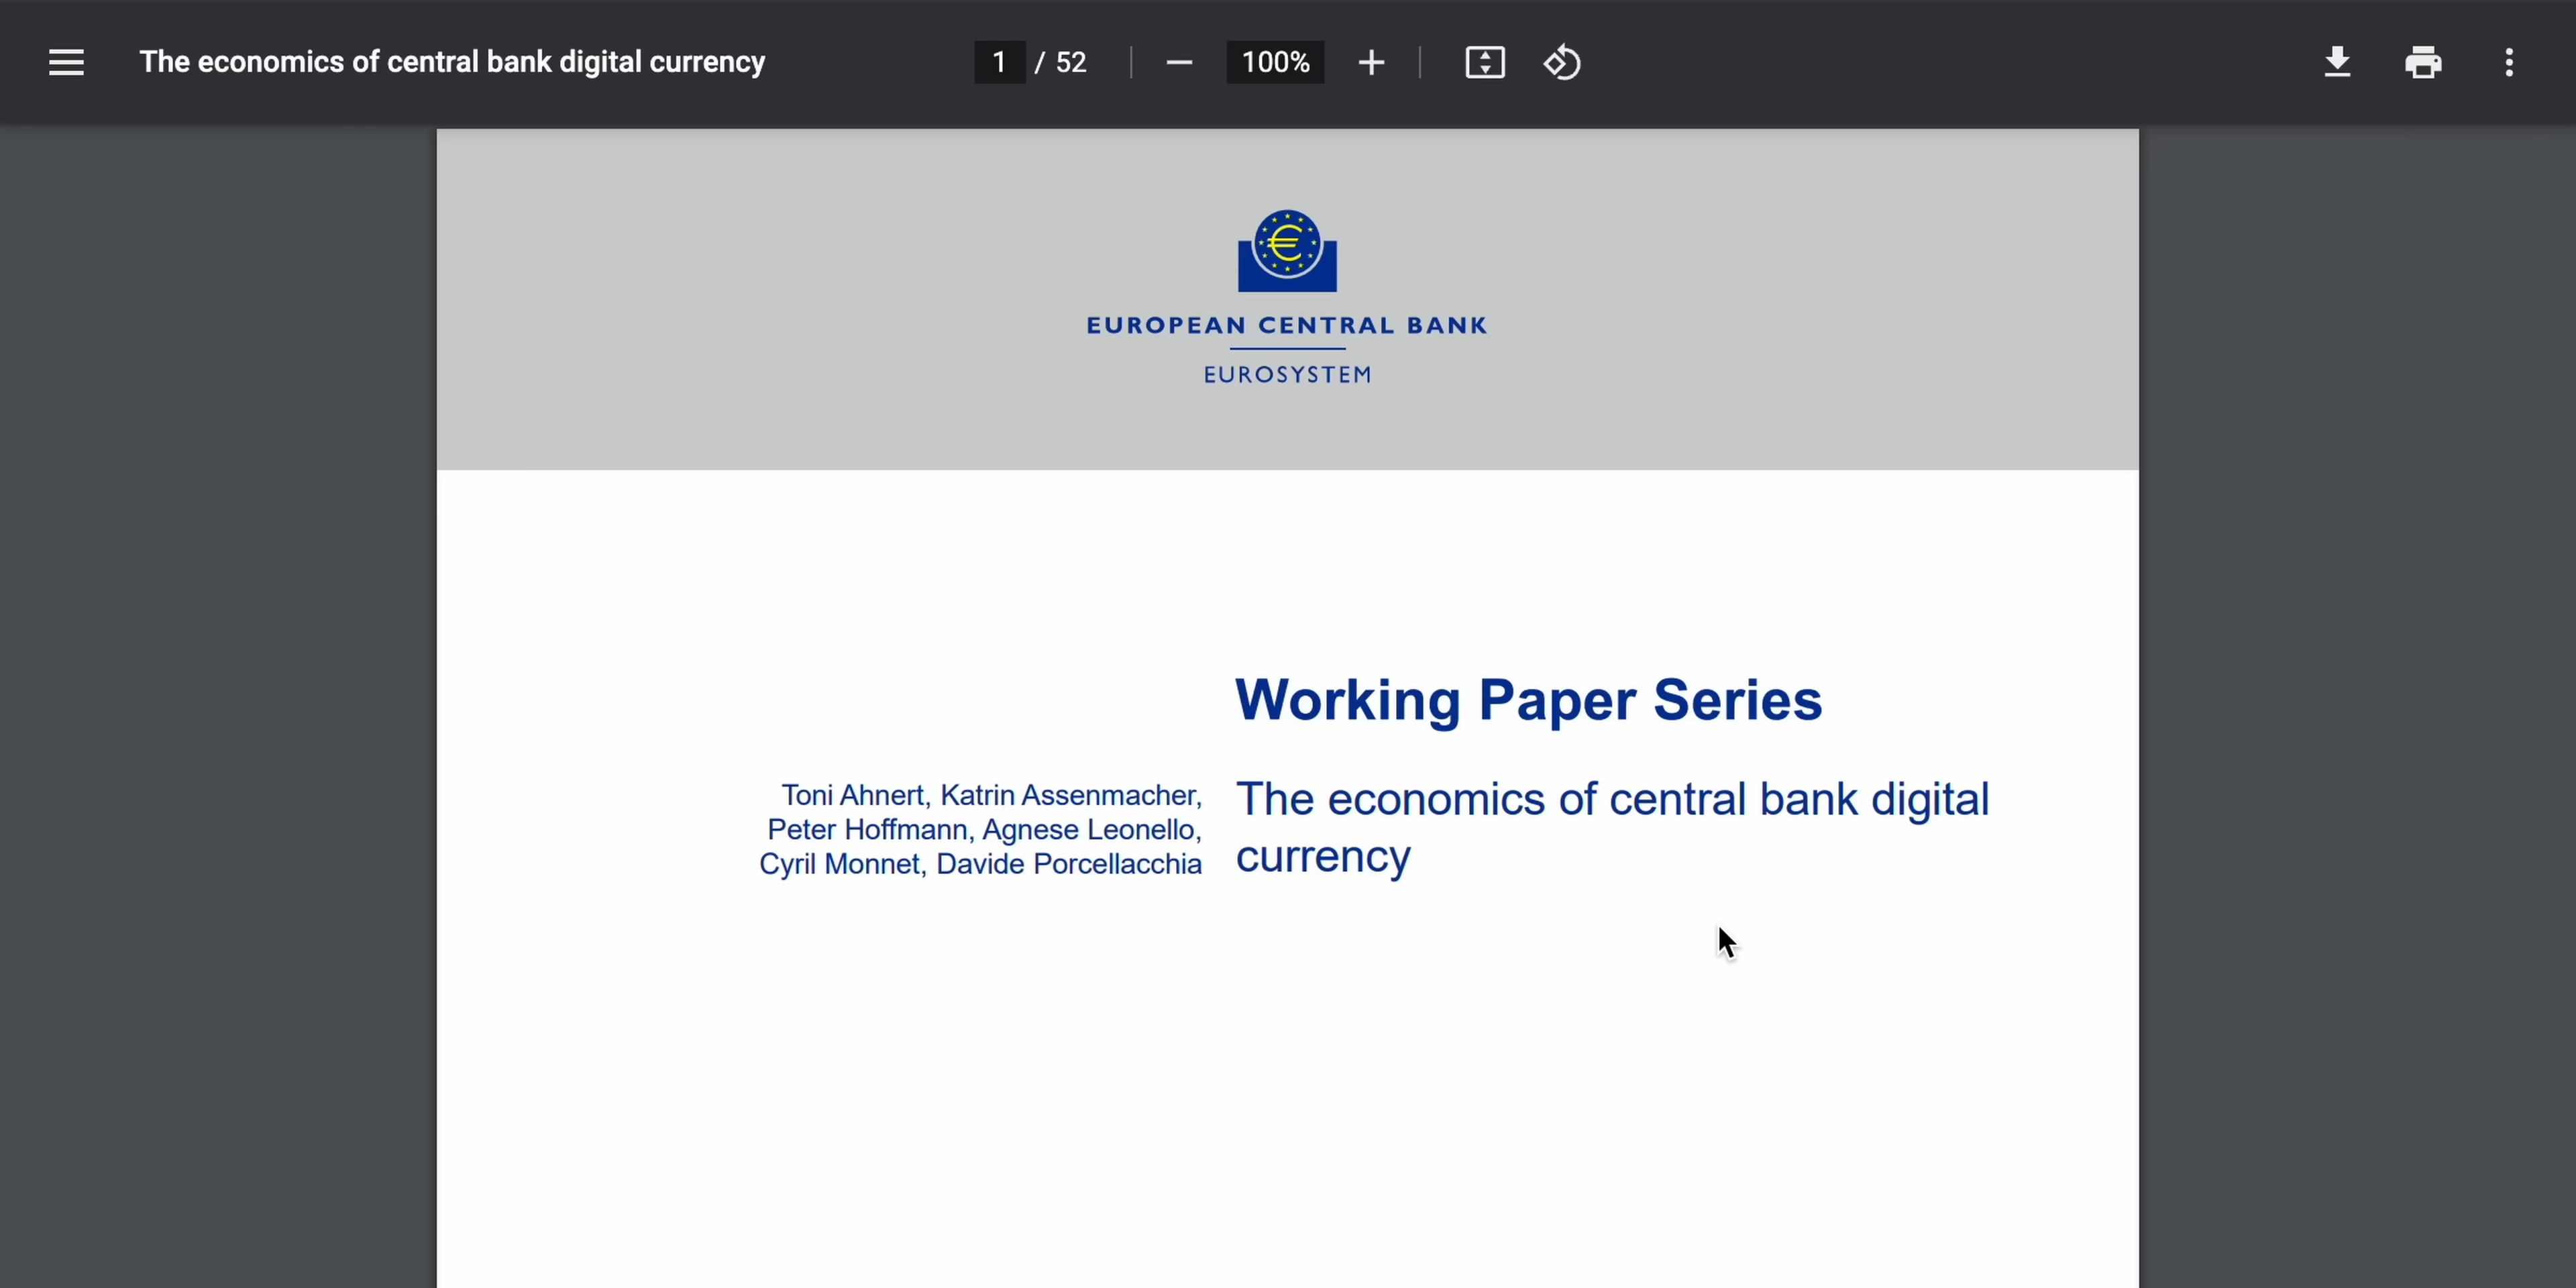 The economics of central bank digital currency
1 / 52
100%
EUROPEAN CENTRAL BANK
EUROSYSTEM
Working Paper Series
Toni Ahnert, Katrin Assenmacher,
Peter Hoffmann, Agnese Leonello,
Cyril Monnet, Davide Porcellacchia
The economics of central bank digital
currency